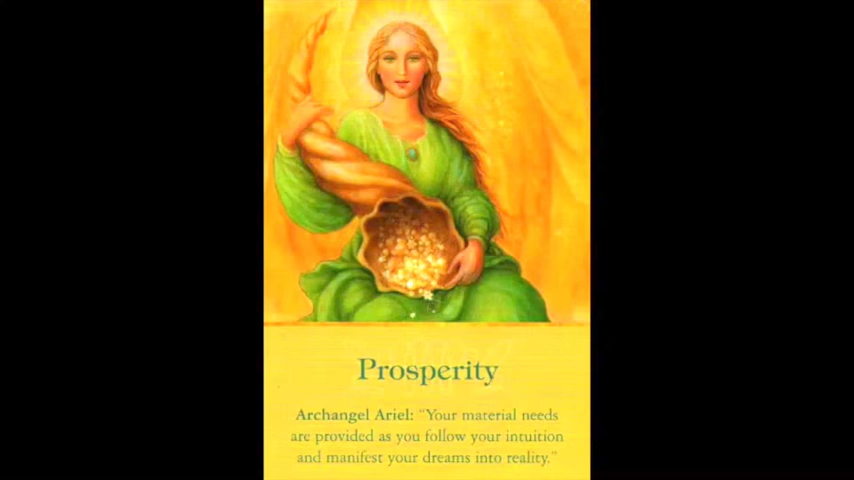 Prosperity
Archangel Ariel: “Your material needs
are provided as you follow your intuition
and manifest your dreams into reality.”